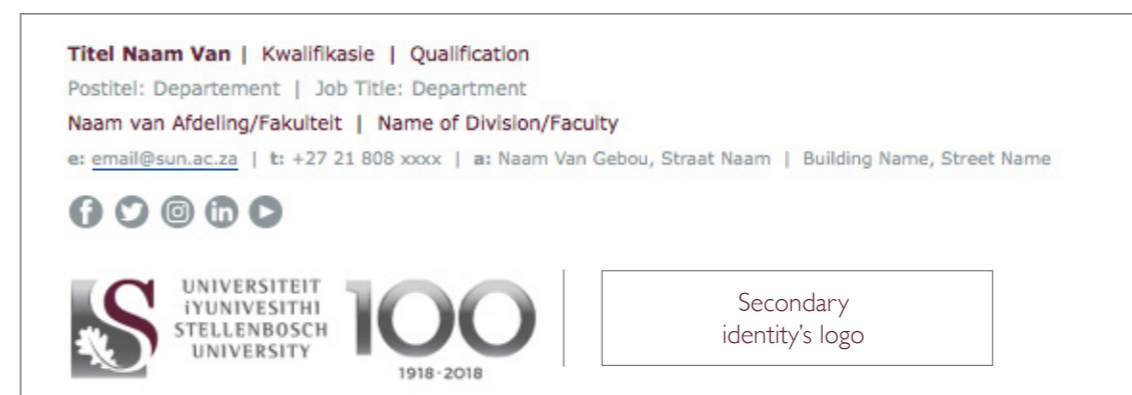 Titel Naam Van | Kwalifikasie | Qualification
Postitel: Departement | Job Title: Department
Naam van Afdeling/Fakulteit | Name of Division/Faculty
e: email@sun.ac.za | t: +27 21 808 xxxx | a: Naam Van Gebou, Straat Naam | Building Name, Street Name
UNIVERSITEIT
iYUNIVESITHI
STELLENBOSCH
UNIVERSITY
100
1918·2018
Secondary
identity's logo